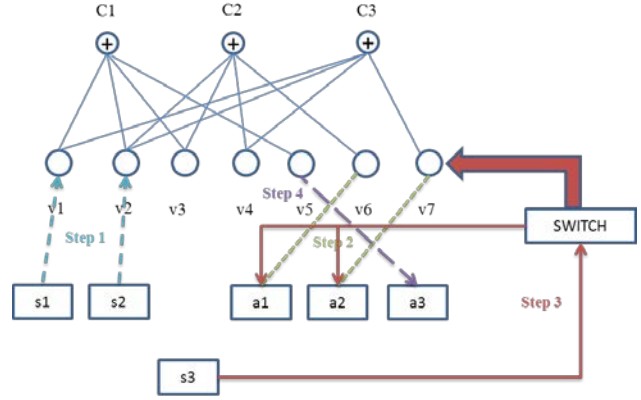 C1 C2 C3
+ + +
Step 4
v1 v2 v3 v4 v5 v6 v7
SWITCH
Step 1 Step 2
s1 s2 a1 a2 a3
Step 3
s3